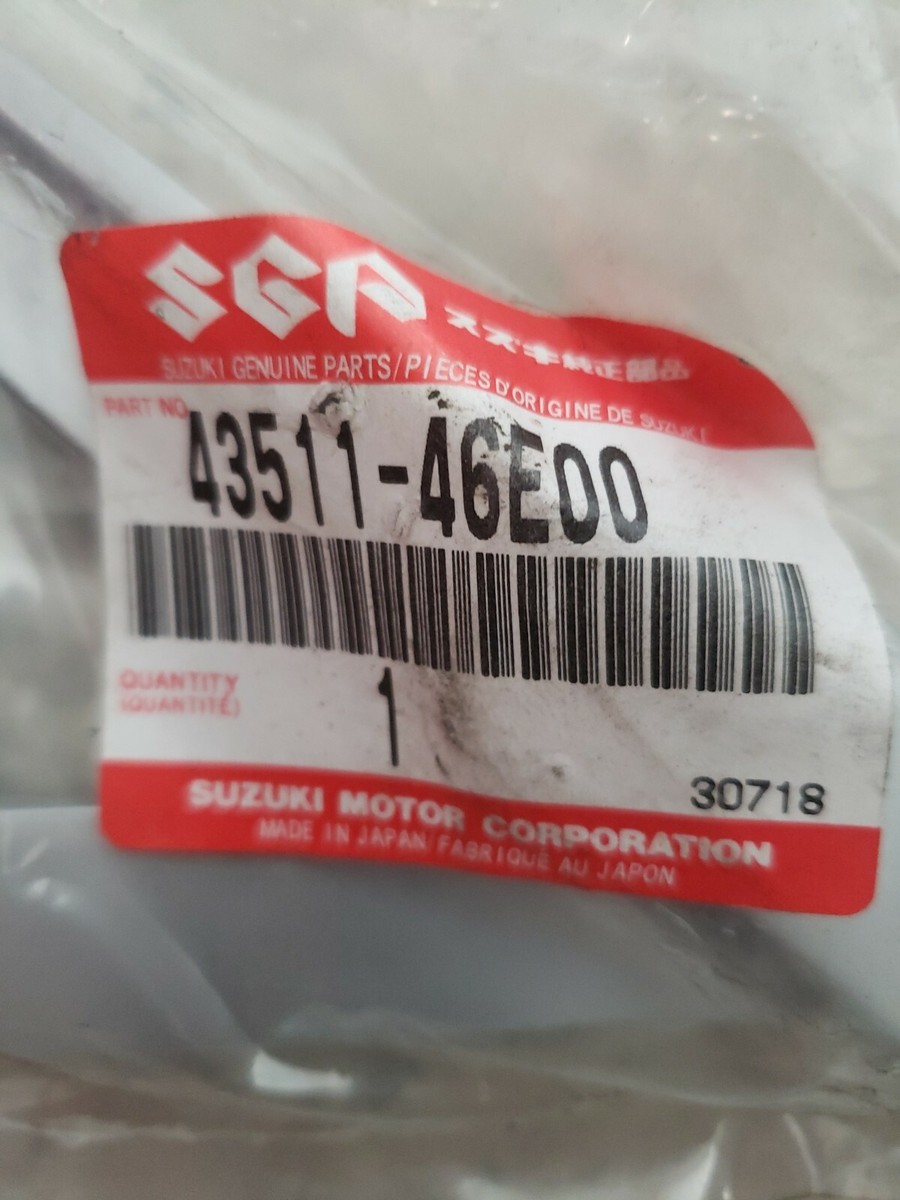 SGP スズキ純正部品
SUZUKI GENUINE PARTS/PIÈCES D'ORIGINE DE SUZUKI
PART NO.
43511-46E00
QUANTITY
(QUANTITÉ)
1
30718
SUZUKI MOTOR CORPORATION
MADE IN JAPAN/FABRIQUÉ AU JAPON